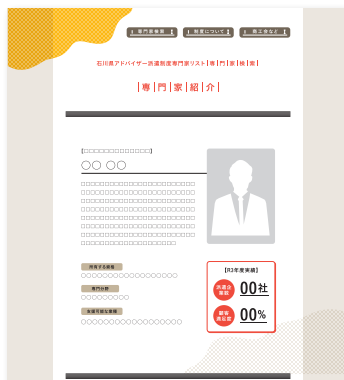 専門家検索
制度について
商工会など
石川県アドバイザー派遣制度専門家リスト|専|門|家|検|索|
|専|門|家|紹|介|
[□□□□□□□□□□□□□]
○○ ○○
□□□□□□□□□□□□□□□□□□□
□□□□□□□□□□□□□□□□□□□
□□□□□□□□□□□□□□□□□□□
□□□□□□□□□□□□□□□□□□□
□□□□□□□□□□□□□□□□□□□
□□□□□□□□□□□□□□□□□□□
□□□□□□□□□□□□□□□□□□□
□□□□□□□□□□□□□□□□
所有する資格
○○○○○○○○○○○○○○○○○○
専門分野
○○○○○○○○○
支援可能な業種
○○○○○○○○○○○○○○○○○○○
【R3年度実績】
派遣企業数 00社
顧客満足度 00%